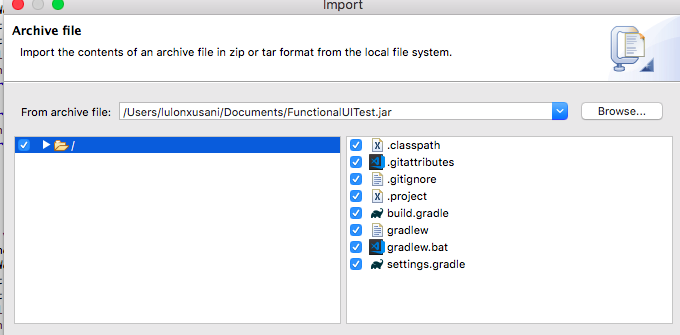 Import
Archive file
Import the contents of an archive file in zip or tar format from the local file system.
From archive file: /Users/lulonxusani/Documents/FunctionalUITest.jar Browse...
/
.classpath
.gitattributes
.gitignore
.project
build.gradle
gradlew
gradlew.bat
settings.gradle